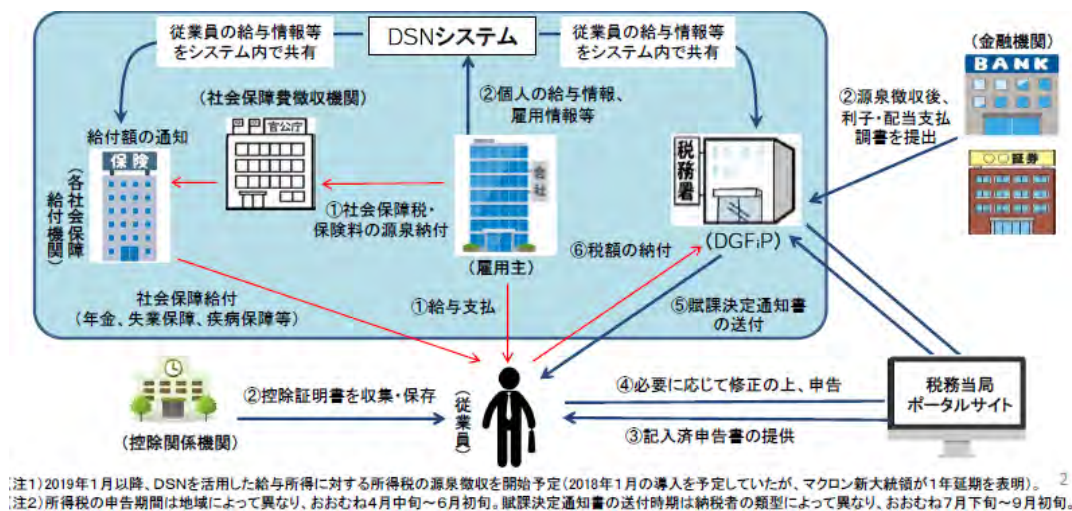 従業員の給与情報等
をシステム内で共有
DSNシステム
従業員の給与情報等
をシステム内で共有
(金融機関)
BANK
(社会保障費徴収機関)
官公庁
②個人の給与情報、
雇用情報等
②源泉徴収後、
利子・配当支払
調書を提出
給付額の通知
保険
(各社会保障
給付機関)
会社
税務署
○○証券
①社会保障税・
保険料の源泉納付
(雇用主)
(DGFiP)
⑥税額の納付
社会保障給付
(年金、失業保障、疾病保障等)
①給与支払
⑤賦課決定通知書
の送付
②控除証明書を収集・保存
(控除関係機関)
(従業員)
④必要に応じて修正の上、申告
③記入済申告書の提供
税務当局
ポータルサイト
(注1)2019年1月以降、DSNを活用した給与所得に対する所得税の源泉徴収を開始予定(2018年1月の導入を予定していたが、マクロン新大統領が1年延期を表明)。
2
(注2)所得税の申告期間は地域によって異なり、おおむね4月中旬～6月初旬。賦課決定通知書の送付時期は納税者の類型によって異なり、おおむね7月下旬～9月初旬。